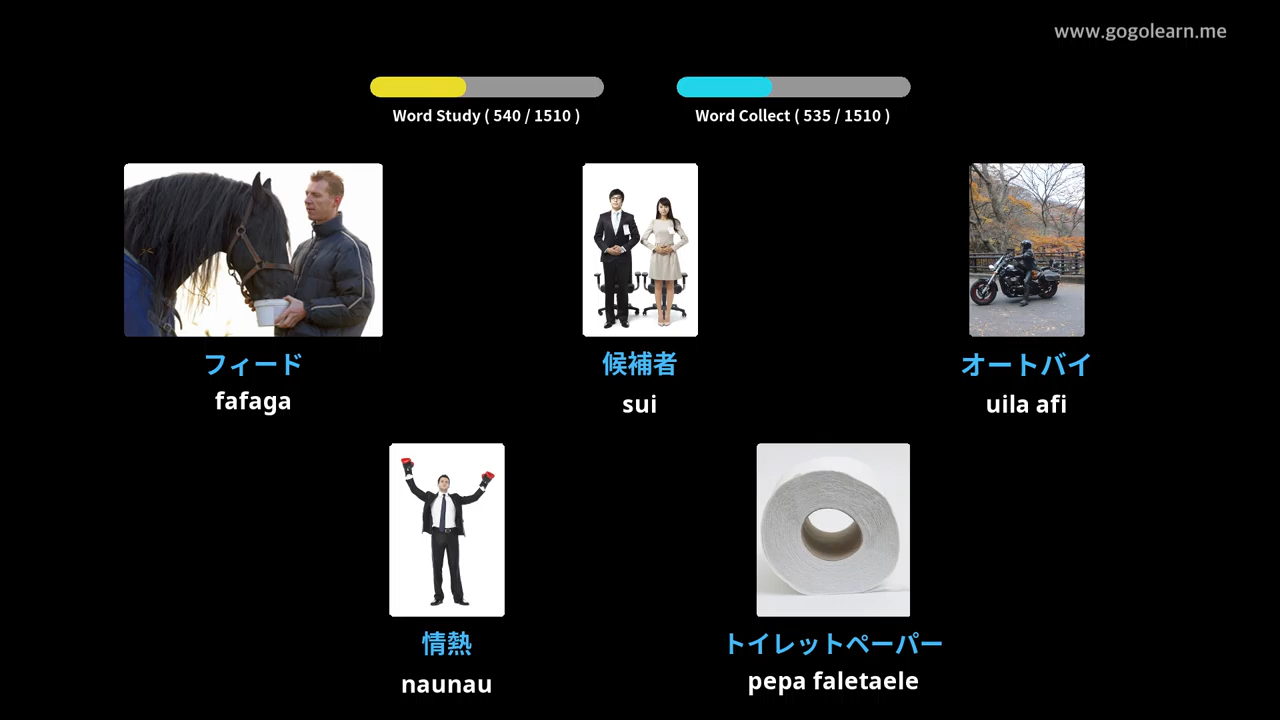 www.gogolearn.me
Word Study ( 540 / 1510 )
Word Collect ( 535 / 1510 )
フィード
fafaga
候補者
sui
オートバイ
uila afi
情熱
naunau
トイレットペーパー
pepa faletaele